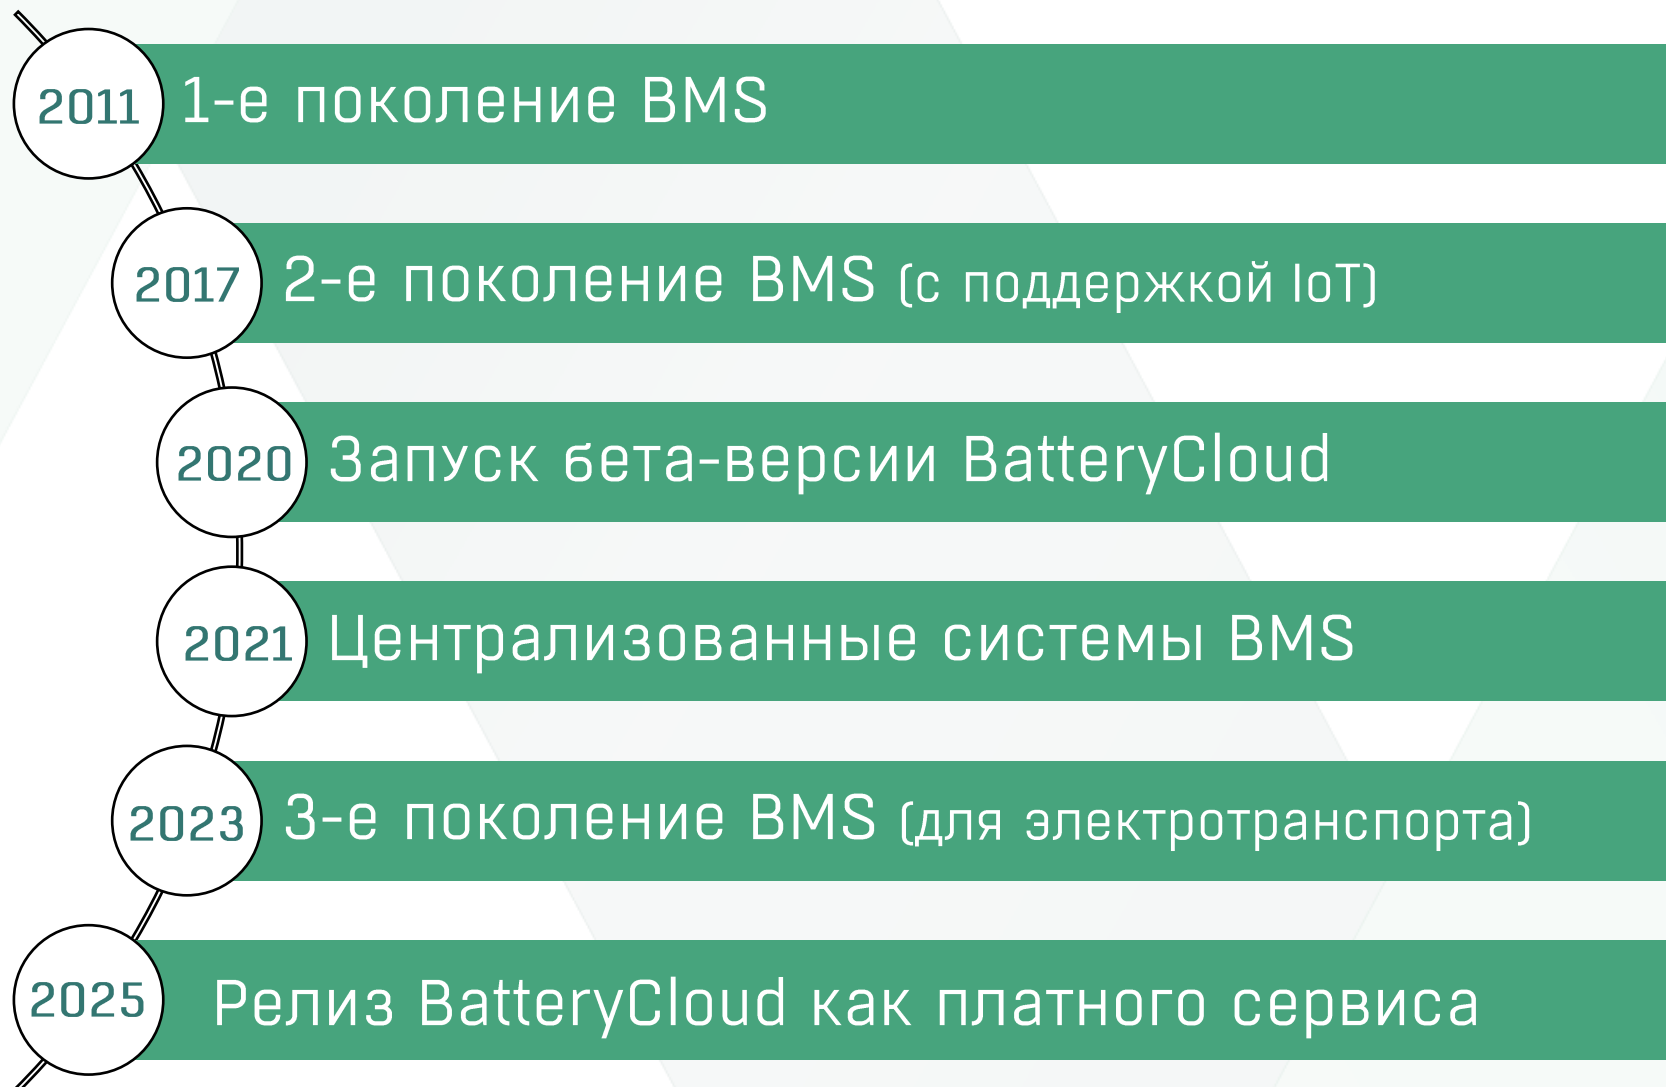 2011 1-е поколение BMS
2017 2-е поколение BMS (с поддержкой IoT)
2020 Запуск бета-версии BatteryCloud
2021 Централизованные системы BMS
2023 3-е поколение BMS (для электротранспорта)
2025 Релиз BatteryCloud как платного сервиса